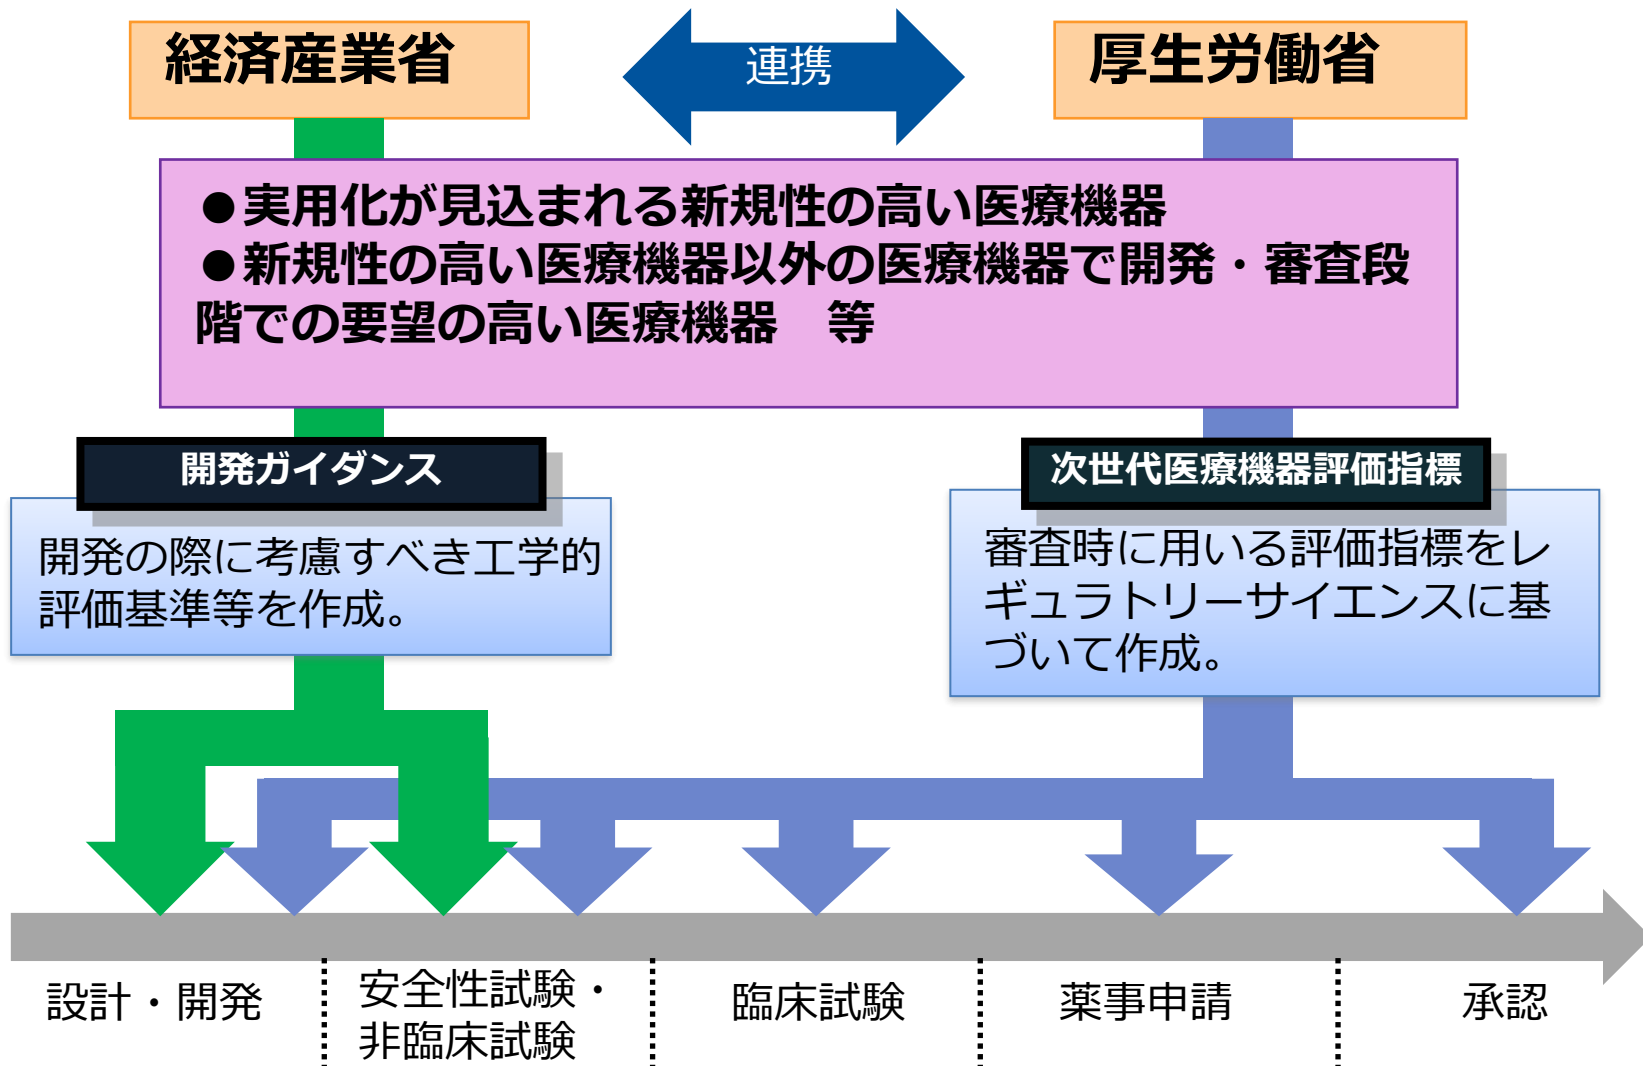 経済産業省
連携
厚生労働省
●実用化が見込まれる新規性の高い医療機器
●新規性の高い医療機器以外の医療機器で開発・審査段
階での要望の高い医療機器　等
開発ガイダンス
開発の際に考慮すべき工学的
評価基準等を作成。
次世代医療機器評価指標
審査時に用いる評価指標をレ
ギュラトリーサイエンスに基
づいて作成。
設計・開発
安全性試験・
非臨床試験
臨床試験
薬事申請
承認